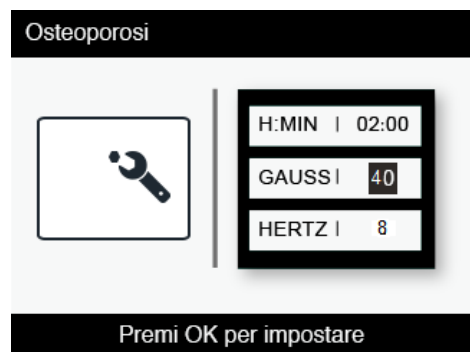 Osteoporosi
H:MIN | 02:00
GAUSS | 40
HERTZ | 8
Premi OK per impostare